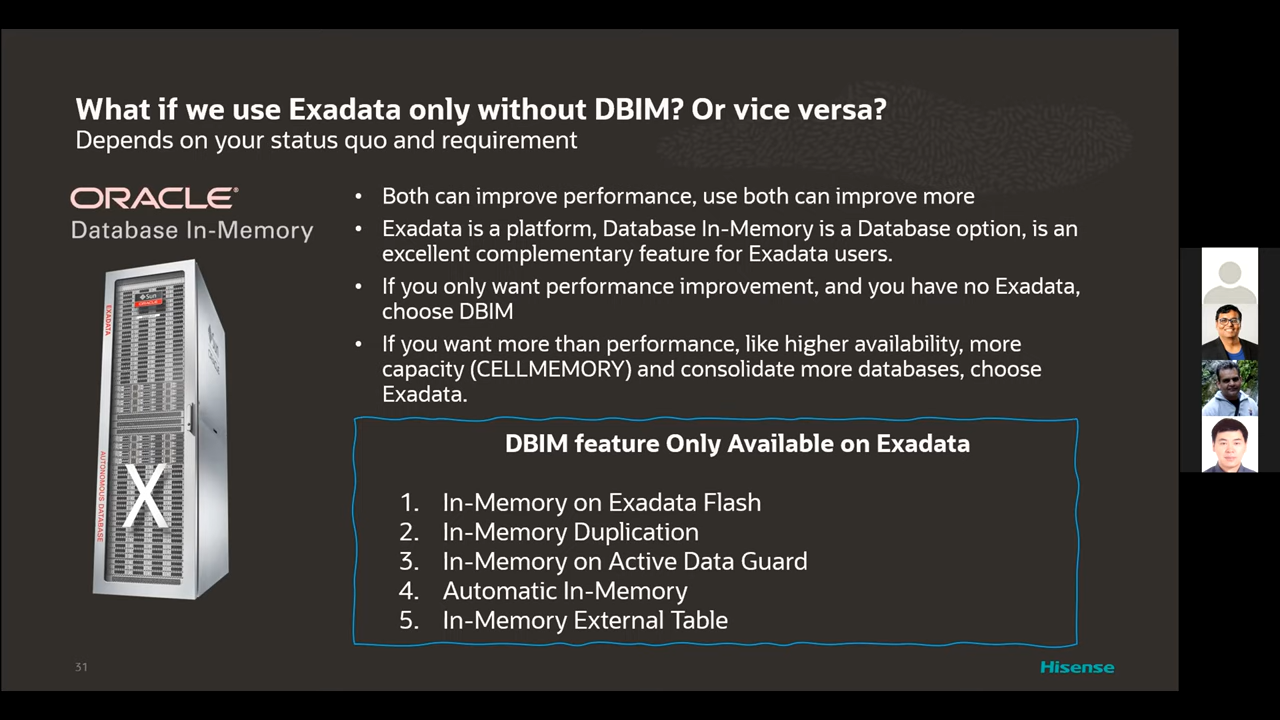 What if we use Exadata only without DBIM? Or vice versa?
Depends on your status quo and requirement
ORACLE®
Database In-Memory
• Both can improve performance, use both can improve more
• Exadata is a platform, Database In-Memory is a Database option, is an
excellent complementary feature for Exadata users.
• If you only want performance improvement, and you have no Exadata,
choose DBIM
• If you want more than performance, like higher availability, more
capacity (CELLMEMORY) and consolidate more databases, choose
Exadata.
Sun
ORACLE
EXADATA
AUTONOMOUS DATABASE
X
DBIM feature Only Available on Exadata
1. In-Memory on Exadata Flash
2. In-Memory Duplication
3. In-Memory on Active Data Guard
4. Automatic In-Memory
5. In-Memory External Table
31
Hisense